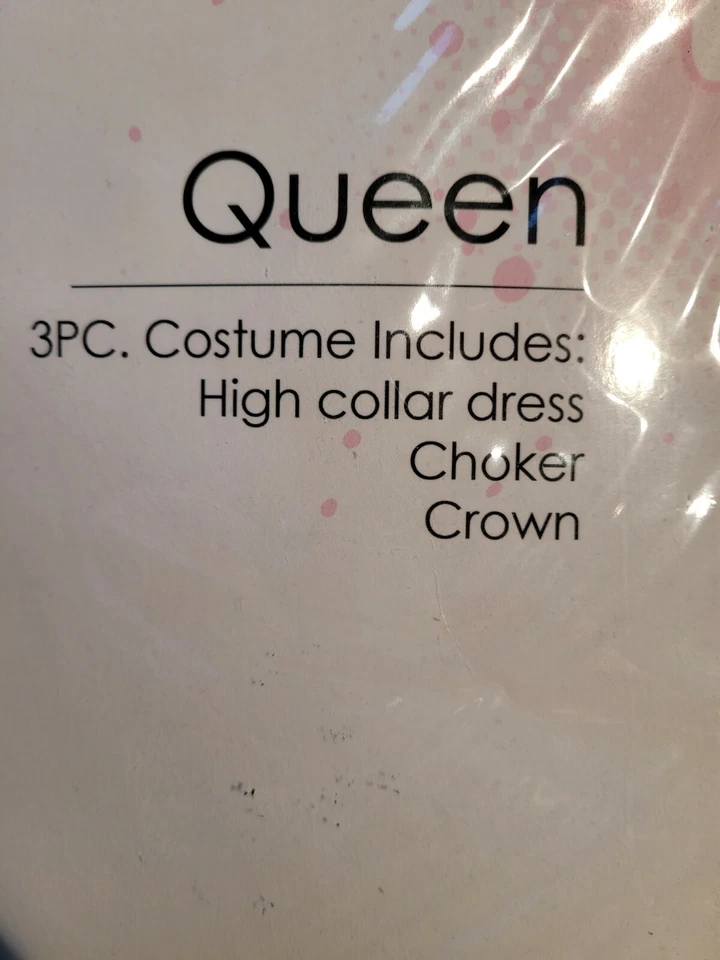 Queen
3PC. Costume Includes:
High collar dress
Choker
Crown